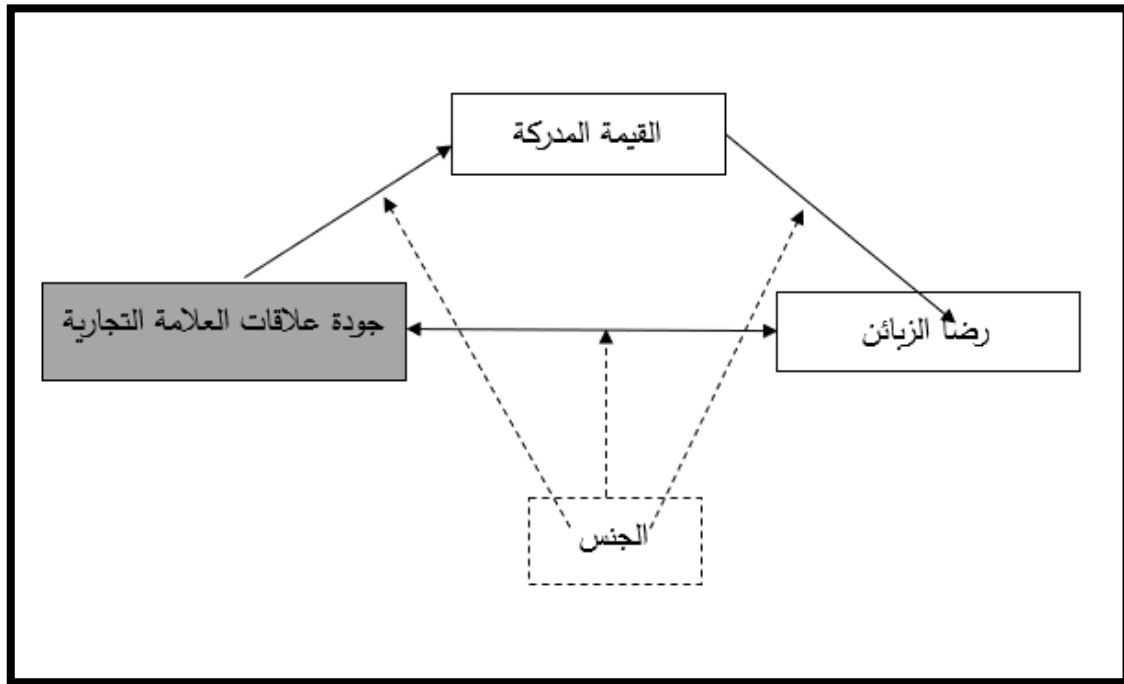 القيمة المدركة
جودة علاقات العلامة التجارية
رضا الزبائن
الجنس